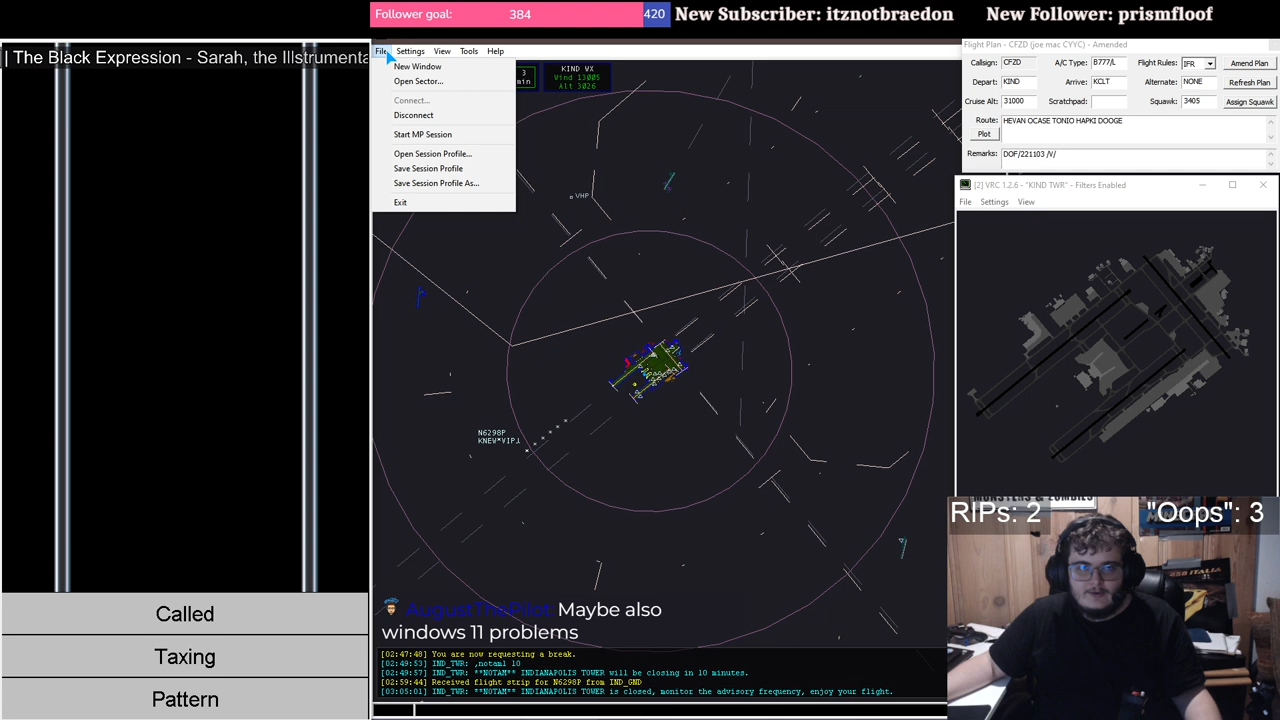 Follower goal: 384 420 New Subscriber: itznotbraedon New Follower: prismfloof
| The Black Expression - Sarah, the Illstrumenta
File Settings View Tools Help
New Window
Open Sector...
Connect...
Disconnect
Start MP Session
Open Session Profile...
Save Session Profile
Save Session Profile As...
Exit
3
min
KIND WX
Wind 13005
Alt 3026
VHP
N6298P
Flight Plan - CFZD (joe mac CYYC) - Amended
Callsign: CFZD A/C Type: B777/L Flight Rules: IFR Amend Plan
Depart: KIND Arrive: KCLT Alternate: NONE Refresh Plan
Cruise Alt: 31000 Scratchpad: Squawk: 3405 Assign Squawk
Route: HEVAN OCASE TONIO HAPKI DOOGE
Plot
Remarks: DOF/221103 /V/
[2] VRC 1.2.6 - "KIND TWR" - Filters Enabled
File Settings View
RIPs: 2 "Oops": 3
458 ITALIA
Called
Taxing
Pattern
AugustThePilot: Maybe also
windows 11 problems
[02:47:48] You are now requesting a break.
[02:49:53] IND_TWR: ,notam1 10
[02:49:57] IND_TWR: **NOTAM** INDIANAPOLIS TOWER will be closing in 10 minutes.
[02:59:44] Received flight strip for N6298P from IND_GND
[03:05:01] IND_TWR: **NOTAM** INDIANAPOLIS TOWER is closed, monitor the advisory frequency, enjoy your flight.